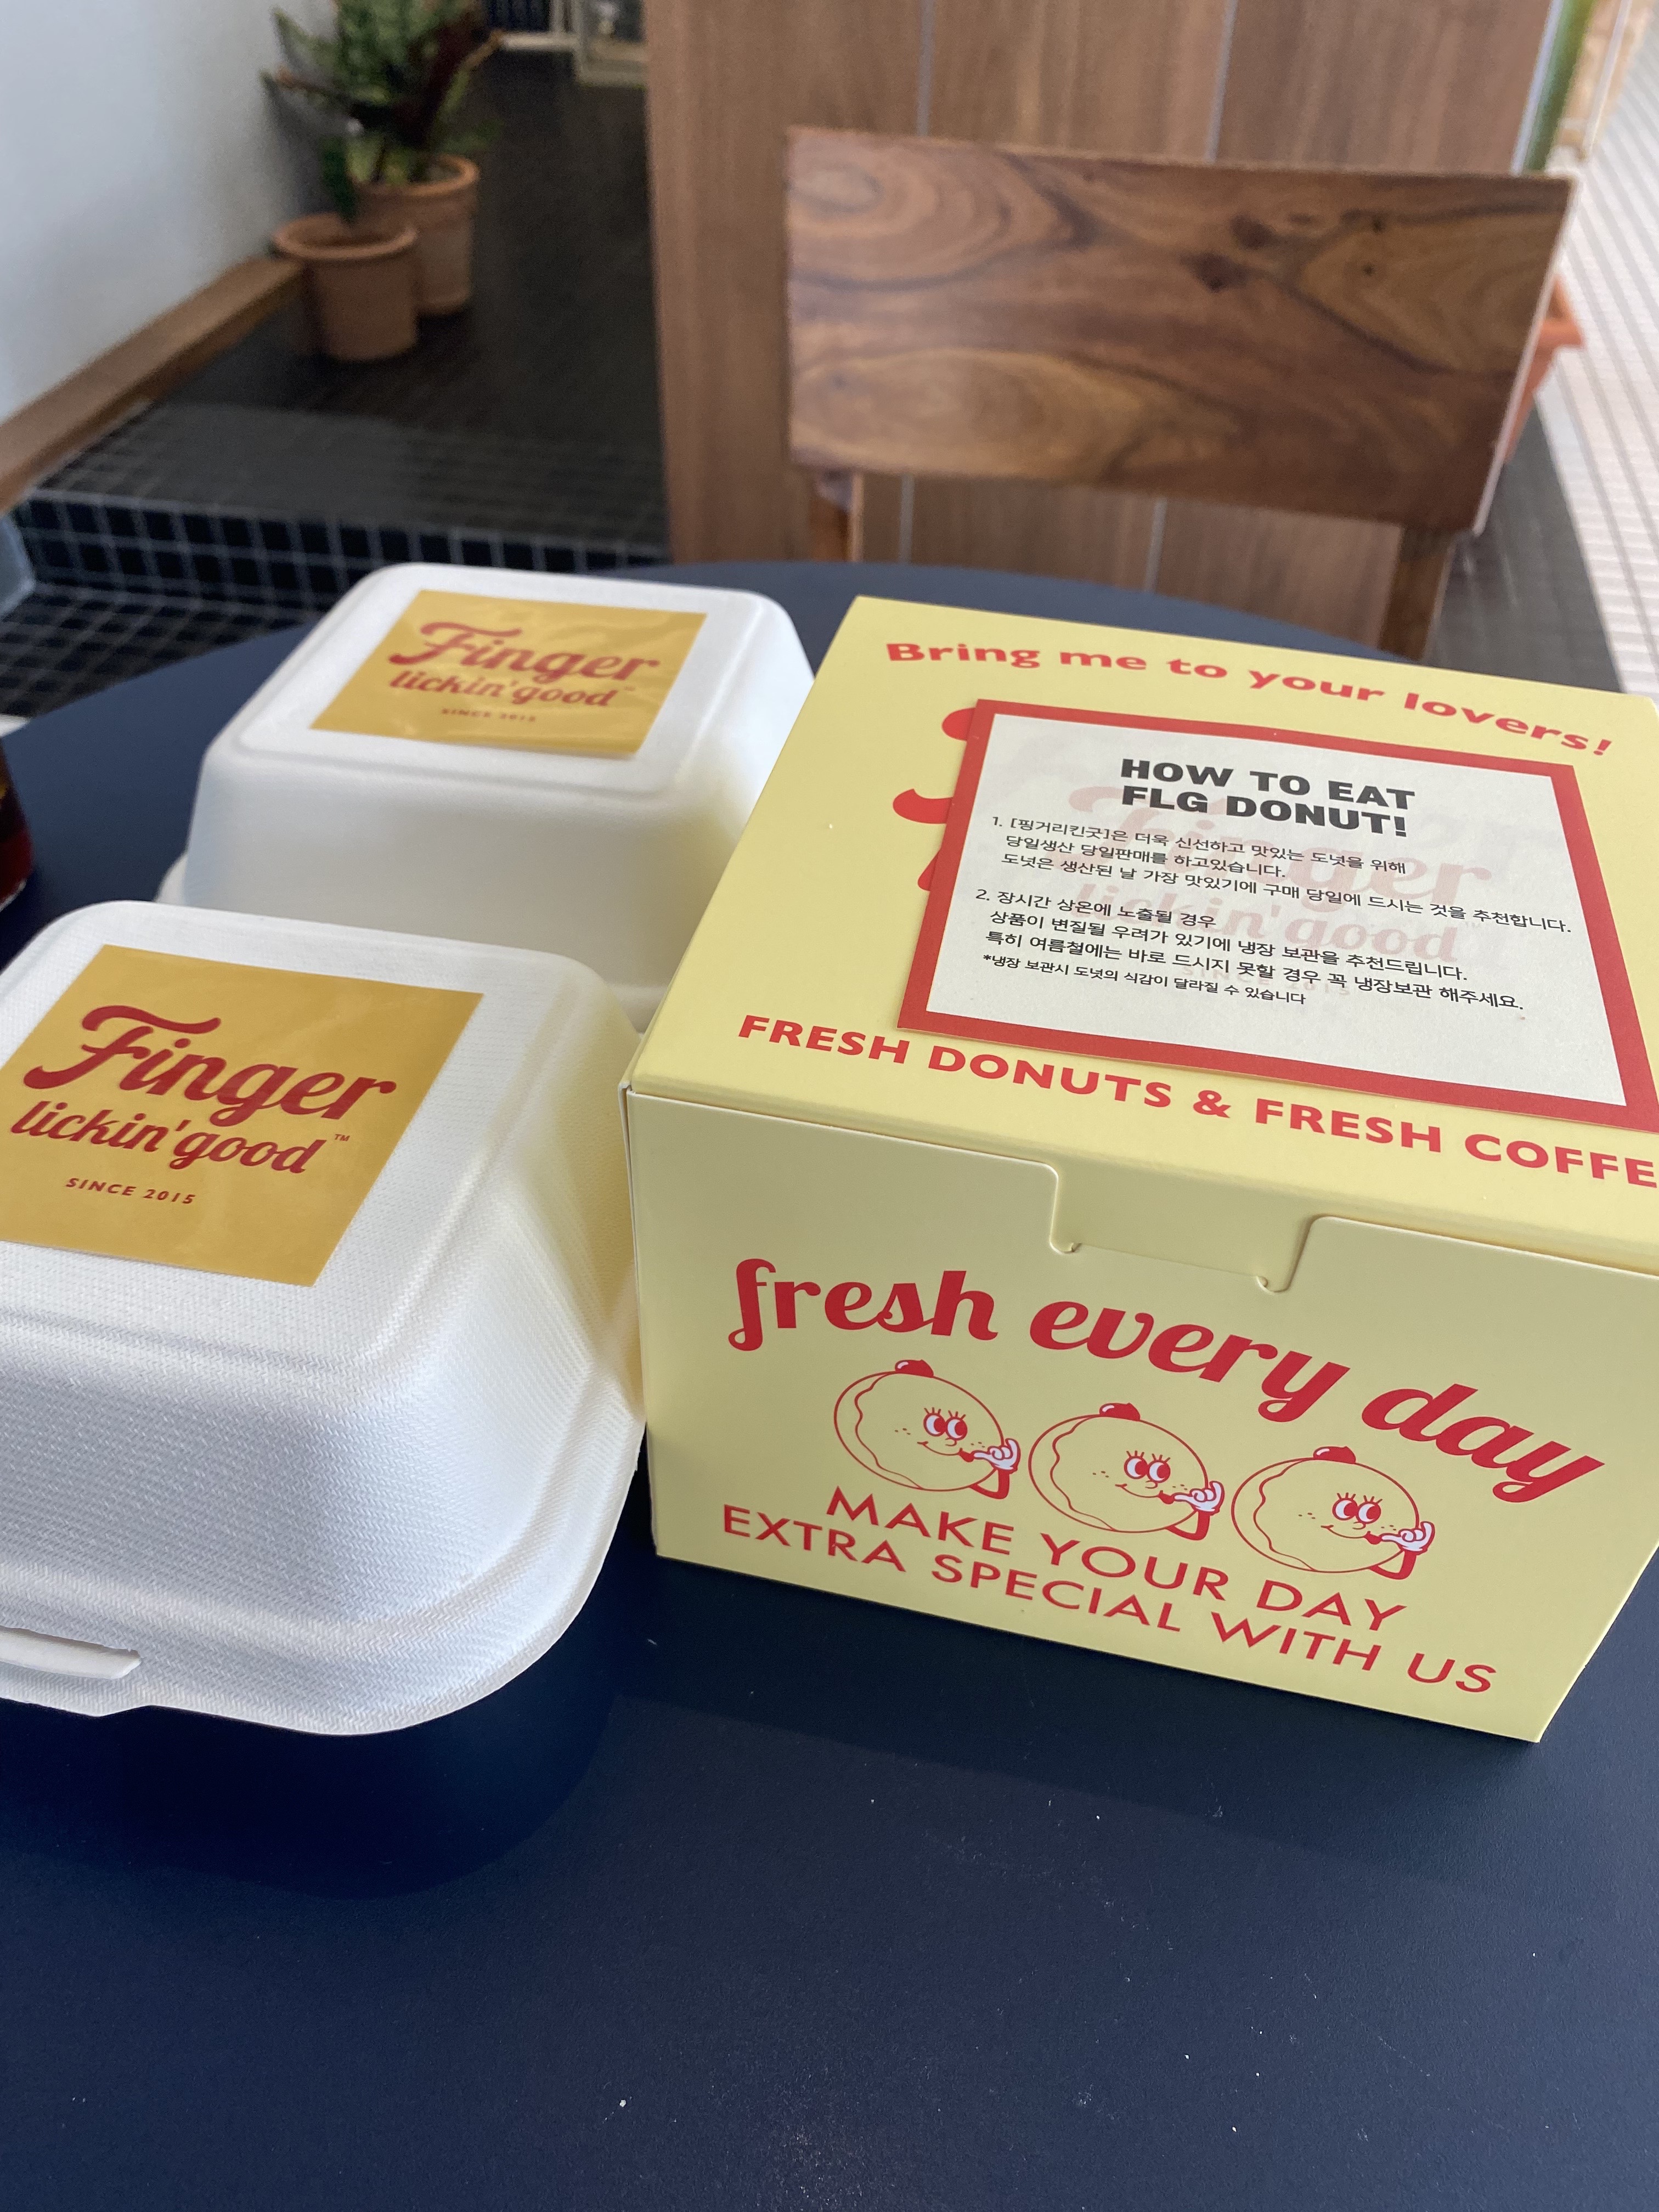 Finger
lickin'good
SINCE 2015
Finger
lickin'good™
SINCE 2015
Bring me to your lovers!
HOW TO EAT
FLG DONUT!
1. [핑거리킨굿]은 더욱 신선하고 맛있는 도넛을 위해
당일생산 당일판매를 하고있습니다.
도넛은 생산된 날 가장 맛있기에 구매 당일에 드시는 것을 추천합니다.
2. 장시간 상온에 노출될 경우
상품이 변질될 우려가 있기에 냉장 보관을 추천드립니다.
특히 여름철에는 바로 드시지 못할 경우 꼭 냉장보관 해주세요.
*냉장 보관시 도넛의 식감이 달라질 수 있습니다
Finger
lickin'good
FRESH DONUTS & FRESH COFFE
fresh every day
MAKE YOUR DAY
EXTRA SPECIAL WITH US